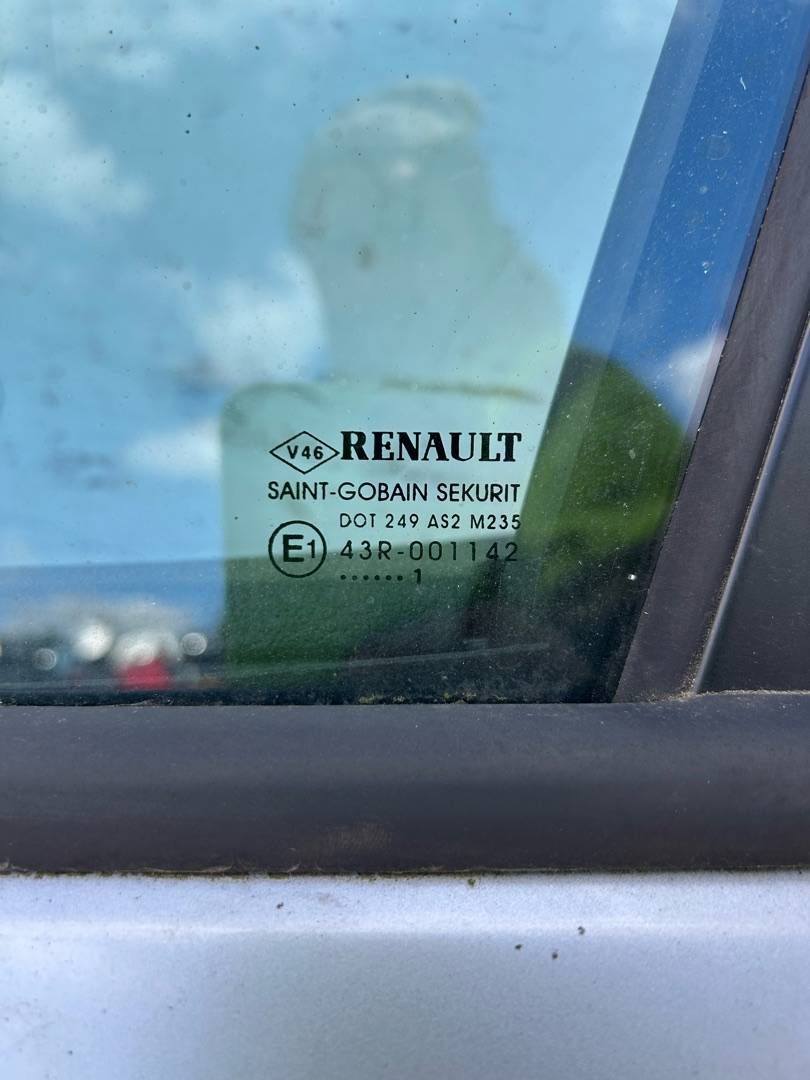 V46 RENAULT
SAINT-GOBAIN SEKURIT
DOT 249 AS2 M235
E1 43R-001142
...... 1